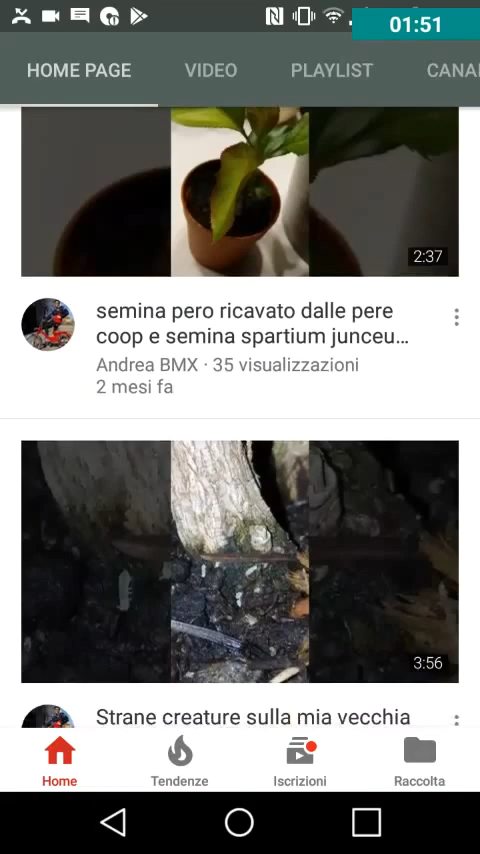 01:51
HOME PAGE VIDEO PLAYLIST CANA
2:37
semina pero ricavato dalle pere
coop e semina spartium junceu...
Andrea BMX · 35 visualizzazioni
2 mesi fa
3:56
Strane creature sulla mia vecchia
Home Tendenze Iscrizioni Raccolta